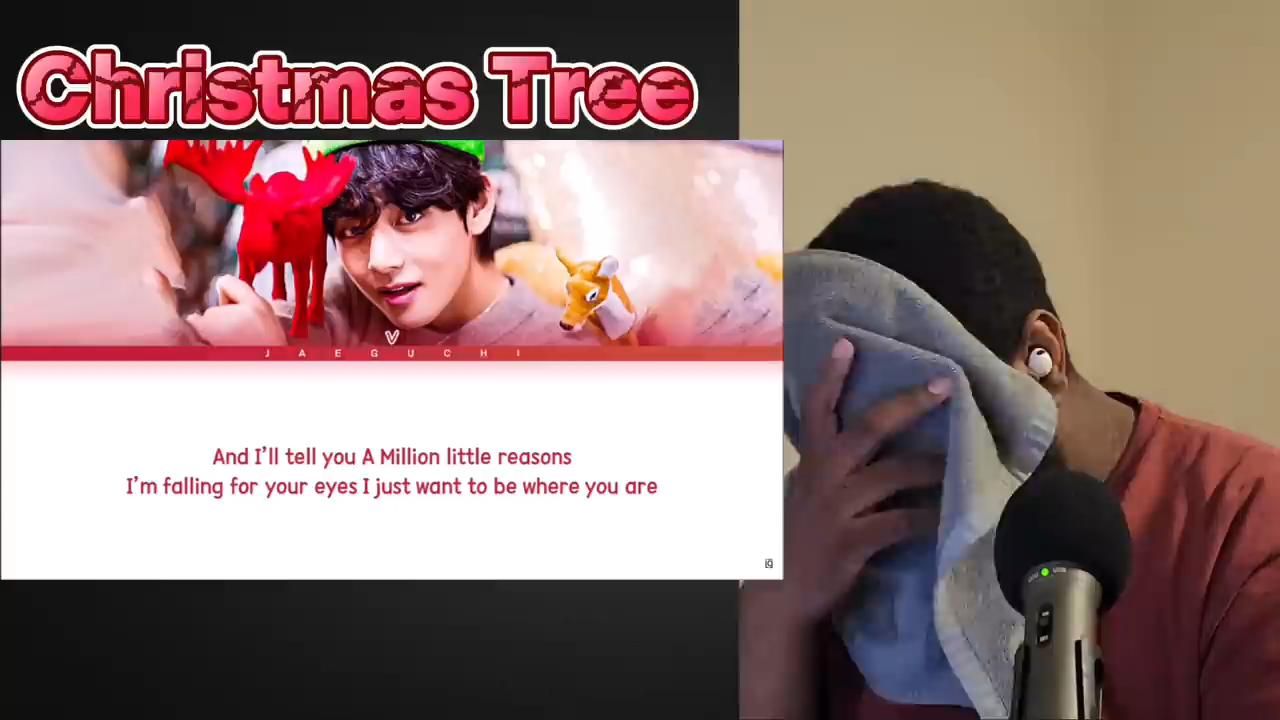 Christmas Tree
V
JAEGUCHI
And I'll tell you A Million little reasons
I'm falling for your eyes I just want to be where you are